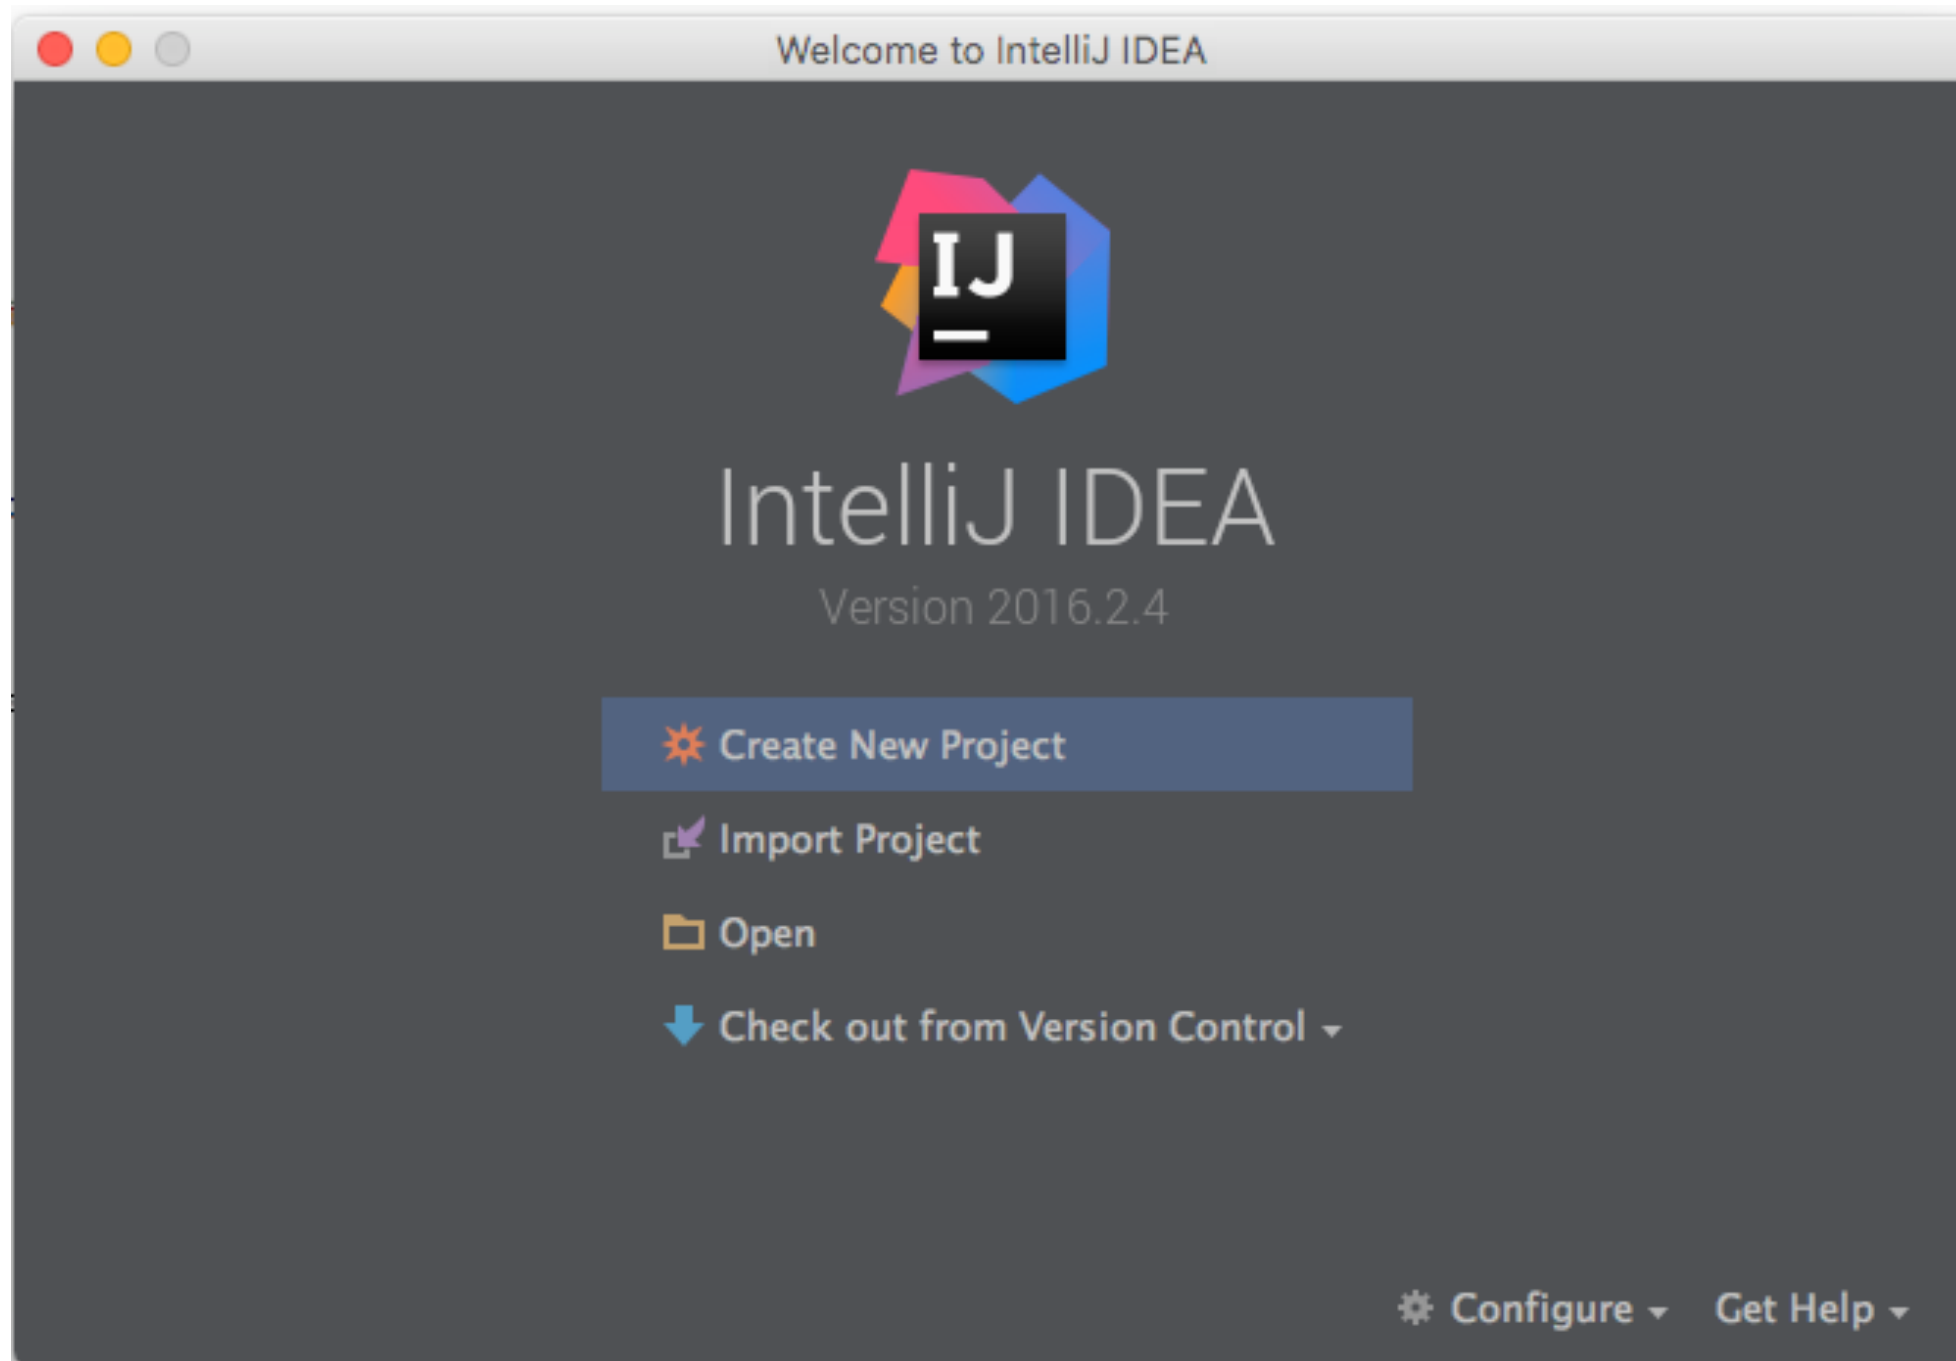 Welcome to IntelliJ IDEA
IJ
IntelliJ IDEA
Version 2016.2.4
Create New Project
Import Project
Open
Check out from Version Control
Configure
Get Help